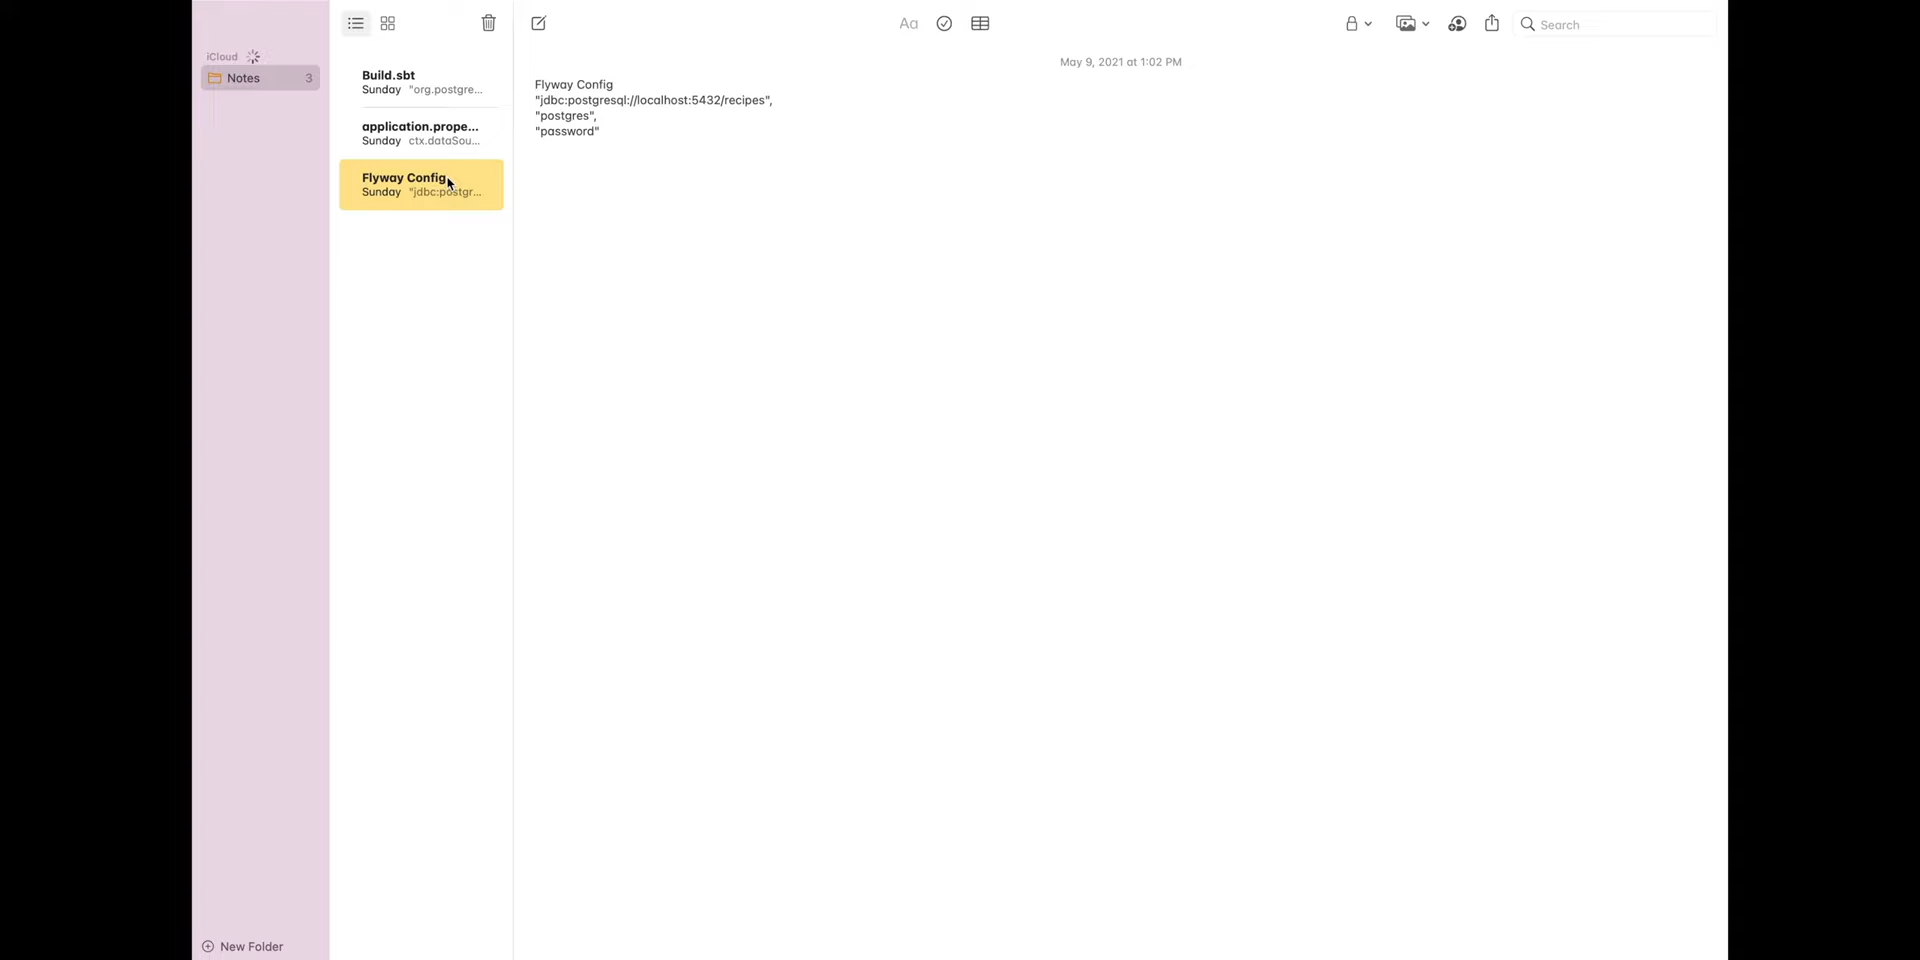 iCloud
Notes 3
New Folder
Build.sbt
Sunday "org.postgre...
application.prope...
Sunday ctx.dataSou...
Flyway Config
Sunday "jdbc:postgr...
Aa
Search
May 9, 2021 at 1:02 PM
Flyway Config
"jdbc:postgresql://localhost:5432/recipes",
"postgres",
"password"